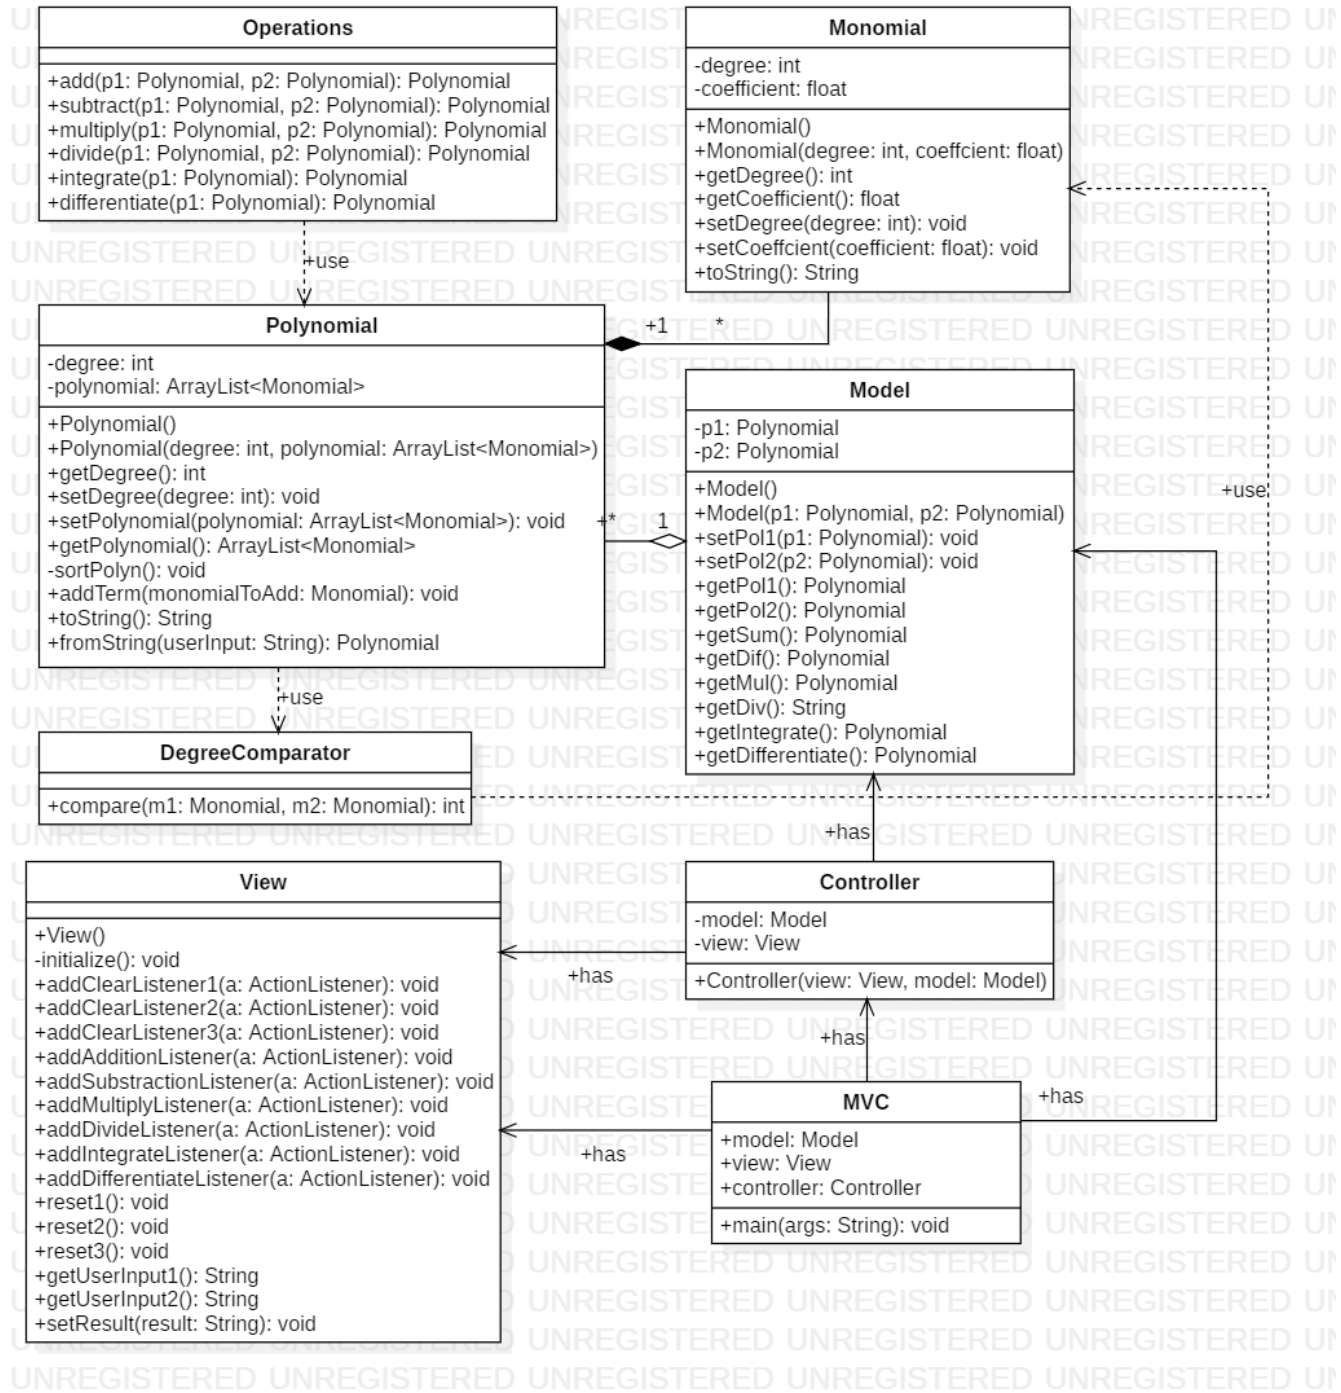 Operations
+add(p1: Polynomial, p2: Polynomial): Polynomial
+subtract(p1: Polynomial, p2: Polynomial): Polynomial
+multiply(p1: Polynomial, p2: Polynomial): Polynomial
+divide(p1: Polynomial, p2: Polynomial): Polynomial
+integrate(p1: Polynomial): Polynomial
+differentiate(p1: Polynomial): Polynomial
+use
Monomial
-degree: int
-coefficient: float
+Monomial()
+Monomial(degree: int, coeffcient: float)
+getDegree(): int
+getCoefficient(): float
+setDegree(degree: int): void
+setCoeffcient(coefficient: float): void
+toString(): String
Polynomial
-degree: int
-polynomial: ArrayList<Monomial>
+Polynomial()
+Polynomial(degree: int, polynomial: ArrayList<Monomial>)
+getDegree(): int
+setDegree(degree: int): void
+setPolynomial(polynomial: ArrayList<Monomial>): void
+getPolynomial(): ArrayList<Monomial>
-sortPolyn(): void
+addTerm(monomialToAdd: Monomial): void
+toString(): String
+fromString(userInput: String): Polynomial
+1 *
+* 1
+use
Model
-p1: Polynomial
-p2: Polynomial
+Model()
+Model(p1: Polynomial, p2: Polynomial)
+setPol1(p1: Polynomial): void
+setPol2(p2: Polynomial): void
+getPol1(): Polynomial
+getPol2(): Polynomial
+getSum(): Polynomial
+getDif(): Polynomial
+getMul(): Polynomial
+getDiv(): String
+getIntegrate(): Polynomial
+getDifferentiate(): Polynomial
+use
DegreeComparator
+compare(m1: Monomial, m2: Monomial): int
+has
View
+View()
-initialize(): void
+addClearListener1(a: ActionListener): void
+addClearListener2(a: ActionListener): void
+addClearListener3(a: ActionListener): void
+addAdditionListener(a: ActionListener): void
+addSubstractionListener(a: ActionListener): void
+addMultiplyListener(a: ActionListener): void
+addDivideListener(a: ActionListener): void
+addIntegrateListener(a: ActionListener): void
+addDifferentiateListener(a: ActionListener): void
+reset1(): void
+reset2(): void
+reset3(): void
+getUserInput1(): String
+getUserInput2(): String
+setResult(result: String): void
Controller
-model: Model
-view: View
+Controller(view: View, model: Model)
+has
+has
MVC
+model: Model
+view: View
+controller: Controller
+main(args: String): void
+has
+has
UNREGISTERED